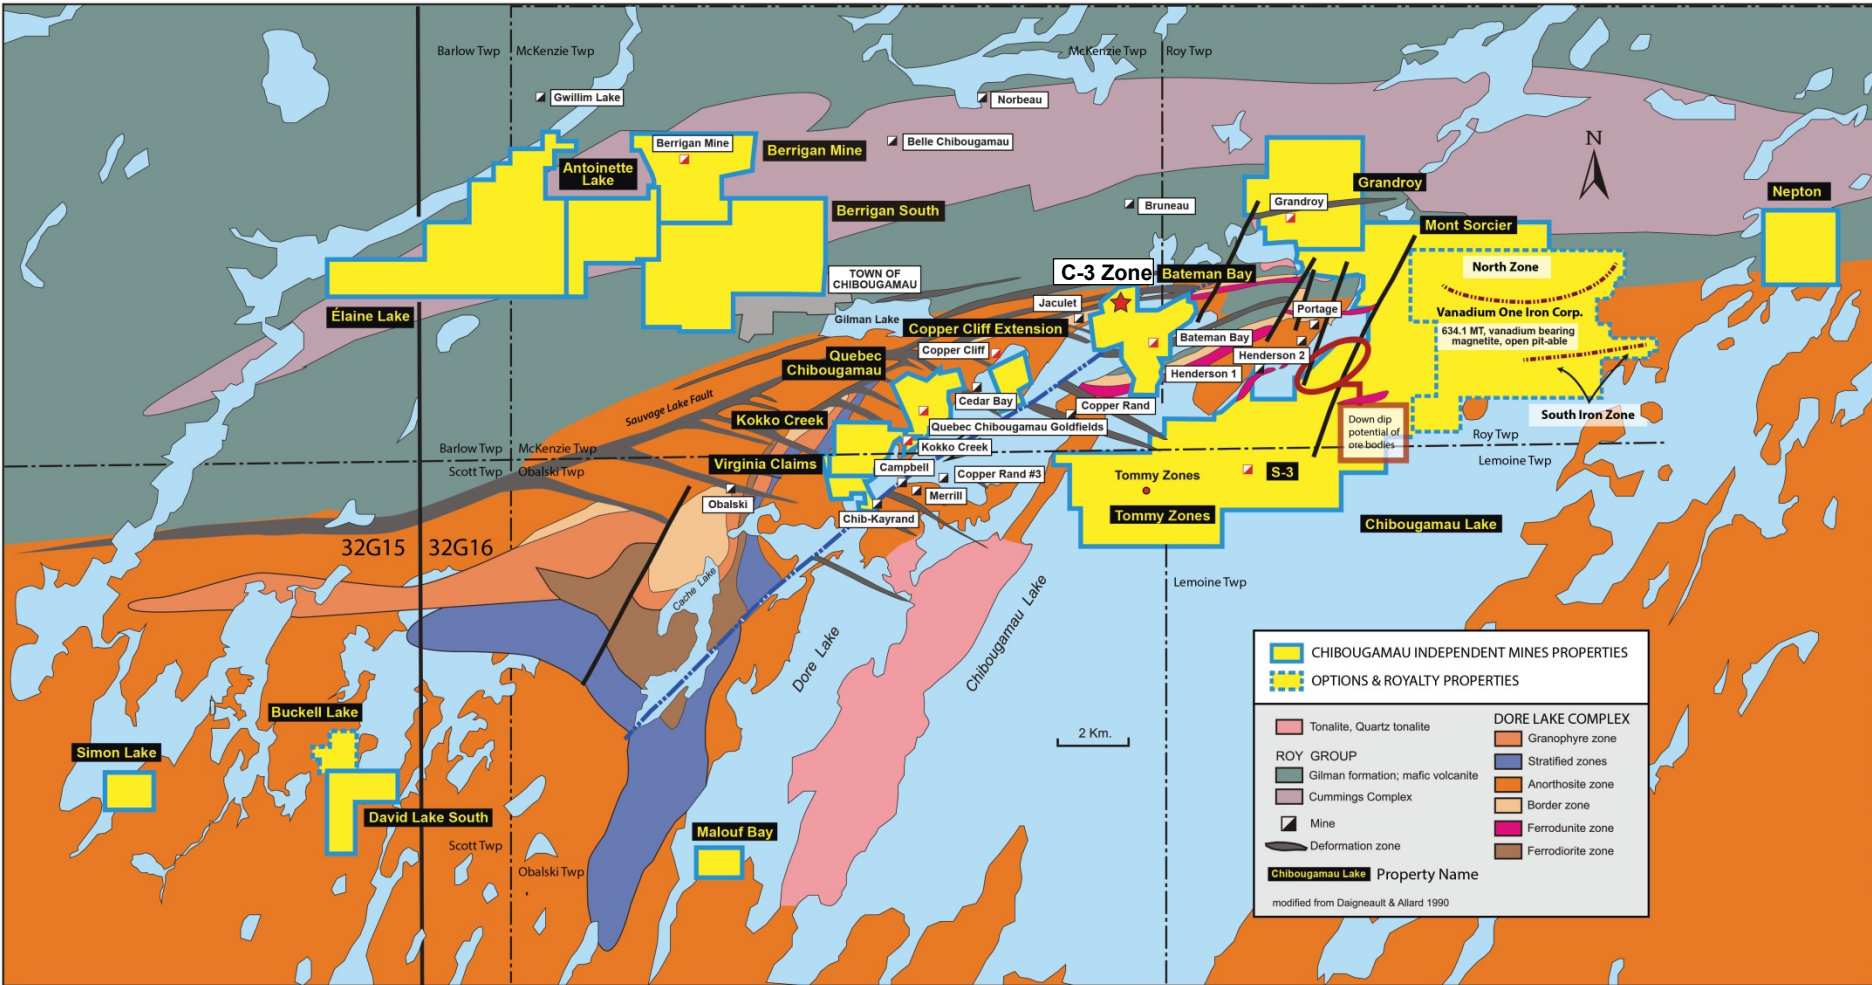 Barlow Twp
McKenzie Twp
McKenzie Twp
Roy Twp
Gwillim Lake
Norbeau
Berrigan Mine
Berrigan Mine
Belle Chibougamau
N
Antoinette
Lake
Grandroy
Nepton
Berrigan South
Bruneau
Grandroy
Mont Sorcier
North Zone
TOWN OF
CHIBOUGAMAU
C-3 Zone
Bateman Bay
Élaine Lake
Gilman Lake
Jaculet
Portage
Vanadium One Iron Corp.
634.1 MT, vanadium bearing
magnetite, open pit-able
Copper Cliff Extension
Bateman Bay
Copper Cliff
Henderson 2
Quebec
Chibougamau
Henderson 1
Sauvage Lake Fault
Cedar Bay
Copper Rand
South Iron Zone
Kokko Creek
Quebec Chibougamau Goldfields
Down dip
potential of
ore bodies
Roy Twp
Lemoine Twp
Barlow Twp
McKenzie Twp
Scott Twp
Obalski Twp
Kokko Creek
Virginia Claims
Campbell
Copper Rand #3
Tommy Zones
S-3
Obalski
Merrill
Chib-Kayrand
Tommy Zones
Chibougamau Lake
32G15
32G16
Cache Lake
Lemoine Twp
Dore Lake
Chibougamau Lake
Buckell Lake
Simon Lake
David Lake South
Malouf Bay
Scott Twp
Obalski Twp
2 Km.
CHIBOUGAMAU INDEPENDENT MINES PROPERTIES
OPTIONS & ROYALTY PROPERTIES
Tonalite, Quartz tonalite
ROY GROUP
Gilman formation; mafic volcanite
Cummings Complex
Mine
Deformation zone
Chibougamau Lake
Property Name
modified from Daigneault & Allard 1990
DORE LAKE COMPLEX
Granophyre zone
Stratified zones
Anorthosite zone
Border zone
Ferrodunite zone
Ferrodiorite zone